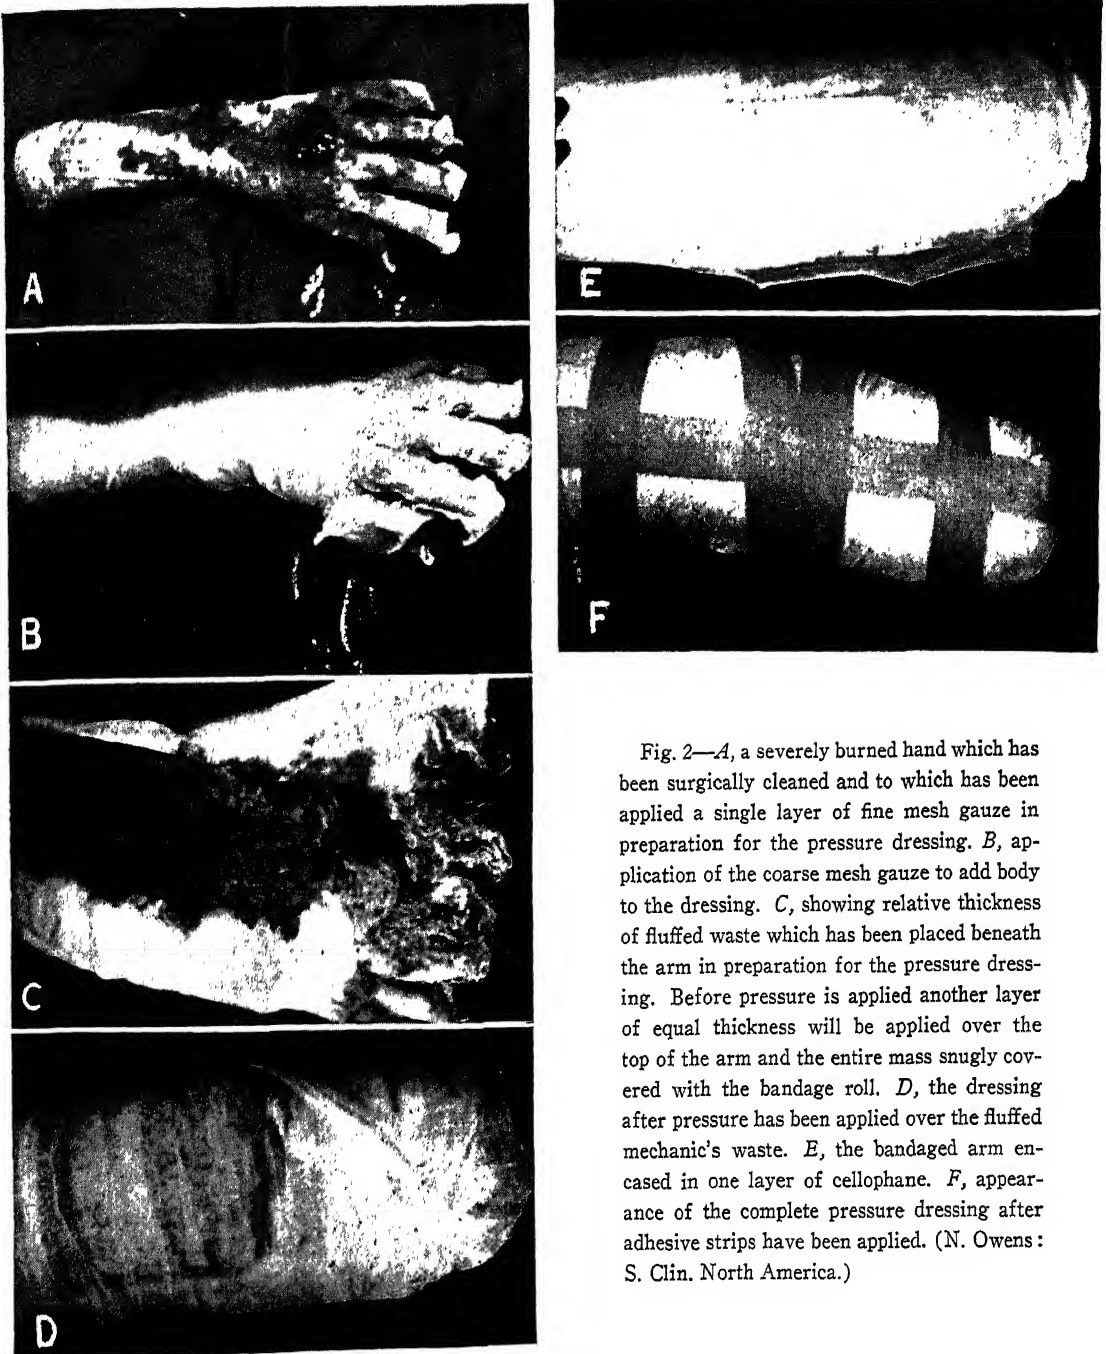 A
B
C
D
E
F
Fig. 2—A, a severely burned hand which has
been surgically cleaned and to which has been
applied a single layer of fine mesh gauze in
preparation for the pressure dressing. B, ap-
plication of the coarse mesh gauze to add body
to the dressing. C, showing relative thickness
of fluffed waste which has been placed beneath
the arm in preparation for the pressure dress-
ing. Before pressure is applied another layer
of equal thickness will be applied over the
top of the arm and the entire mass snugly cov-
ered with the bandage roll. D, the dressing
after pressure has been applied over the fluffed
mechanic's waste. E, the bandaged arm en-
cased in one layer of cellophane. F, appear-
ance of the complete pressure dressing after
adhesive strips have been applied. (N. Owens:
S. Clin. North America.)